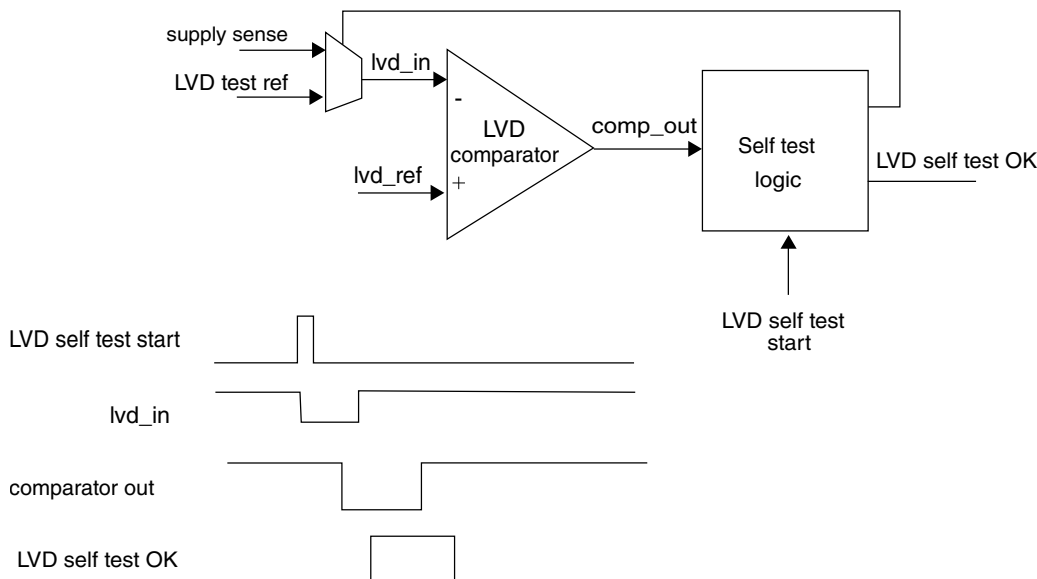 supply sense
LVD test ref
lvd_in
-
LVD
comparator
lvd_ref
+
comp_out
Self test
logic
LVD self test OK
LVD self test
start
LVD self test start
lvd_in
comparator out
LVD self test OK